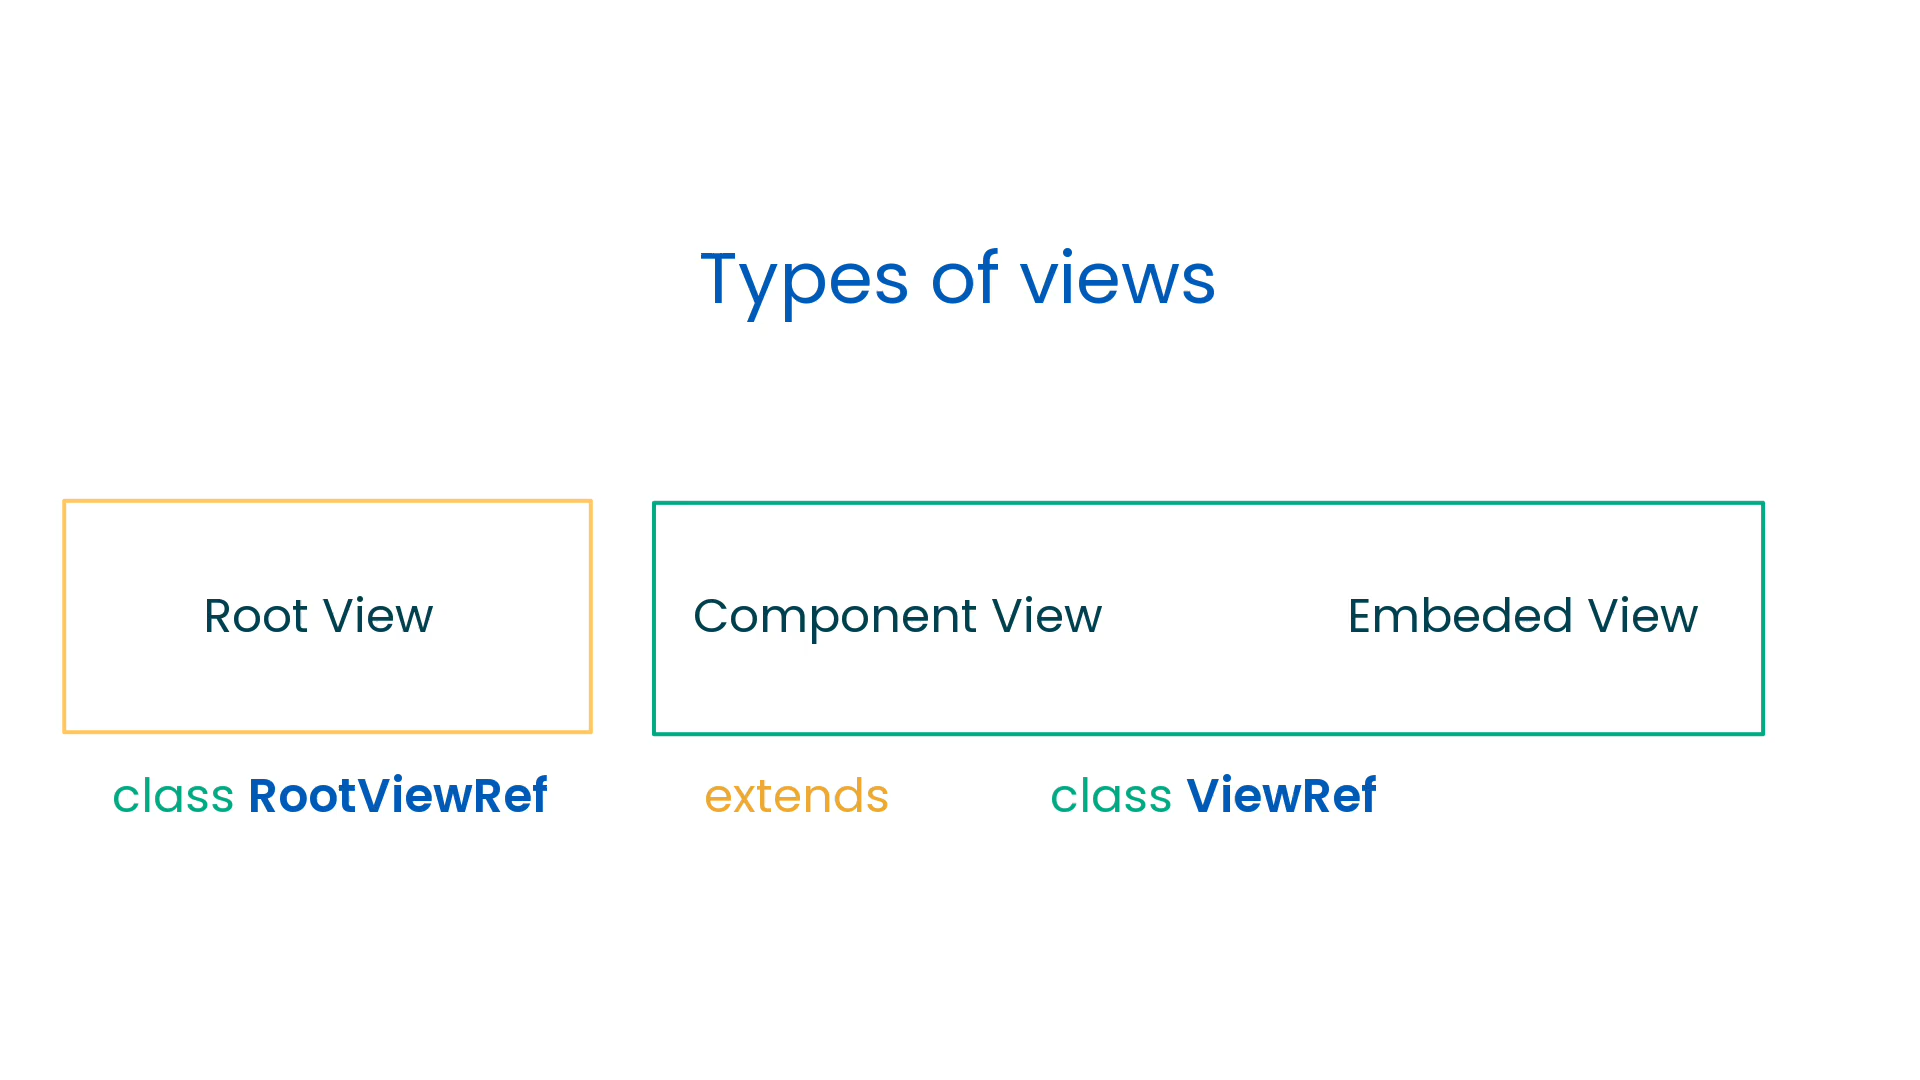 Types of views
Root View
Component View
Embeded View
class RootViewRef extends class ViewRef